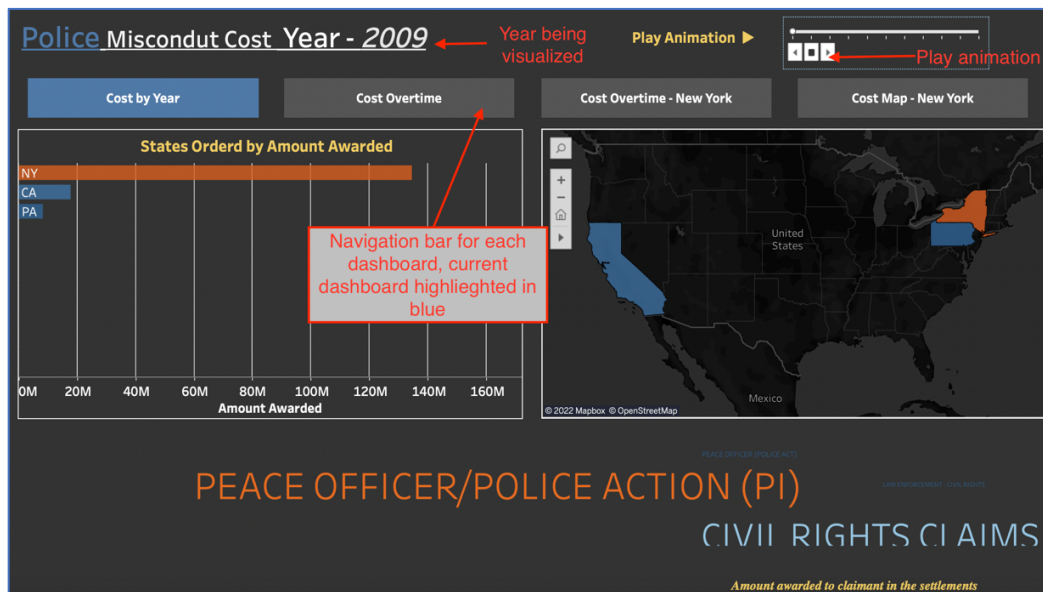 Police Miscondut Cost Year - 2009
Year being
visualized
Play Animation ▶
Play animation
Cost by Year
Cost Overtime
Cost Overtime - New York
Cost Map - New York
States Orderd by Amount Awarded
NY
CA
PA
0M 20M 40M 60M 80M 100M 120M 140M 160M
Amount Awarded
Navigation bar for each
dashboard, current
dashboard highlieghted in
blue
United
States
Mexico
© 2022 Mapbox © OpenStreetMap
PEACE OFFICER (POLICE ACT)
PEACE OFFICER/POLICE ACTION (PI)
LAW ENFORCEMENT - CIVIL RIGHTS
CIVIL RIGHTS CLAIMS
Amount awarded to claimant in the settlements